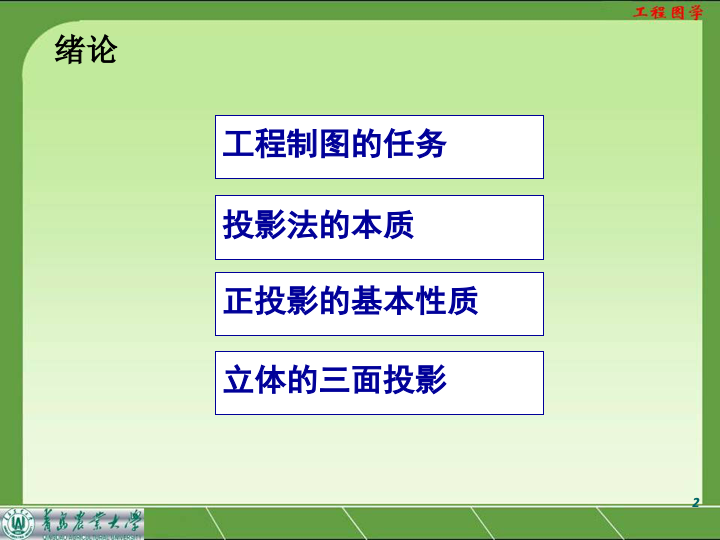 工程图学
绪论
工程制图的任务
投影法的本质
正投影的基本性质
立体的三面投影
2
青岛农业大学
QINGDAO AGRICULTURAL UNIVERSITY